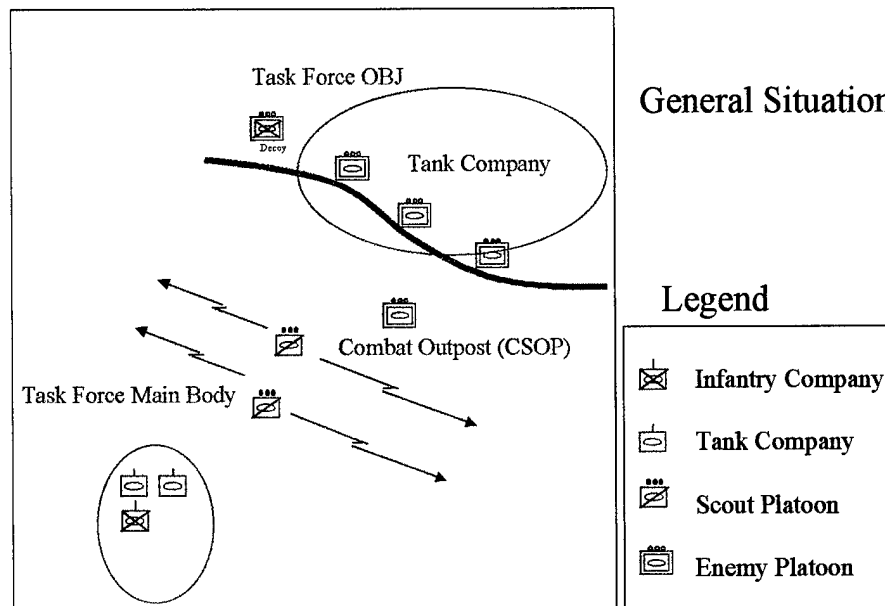 Task Force OBJ
General Situation
Decoy
Tank Company
Legend
Combat Outpost (CSOP)
Task Force Main Body
Infantry Company
Tank Company
Scout Platoon
Enemy Platoon